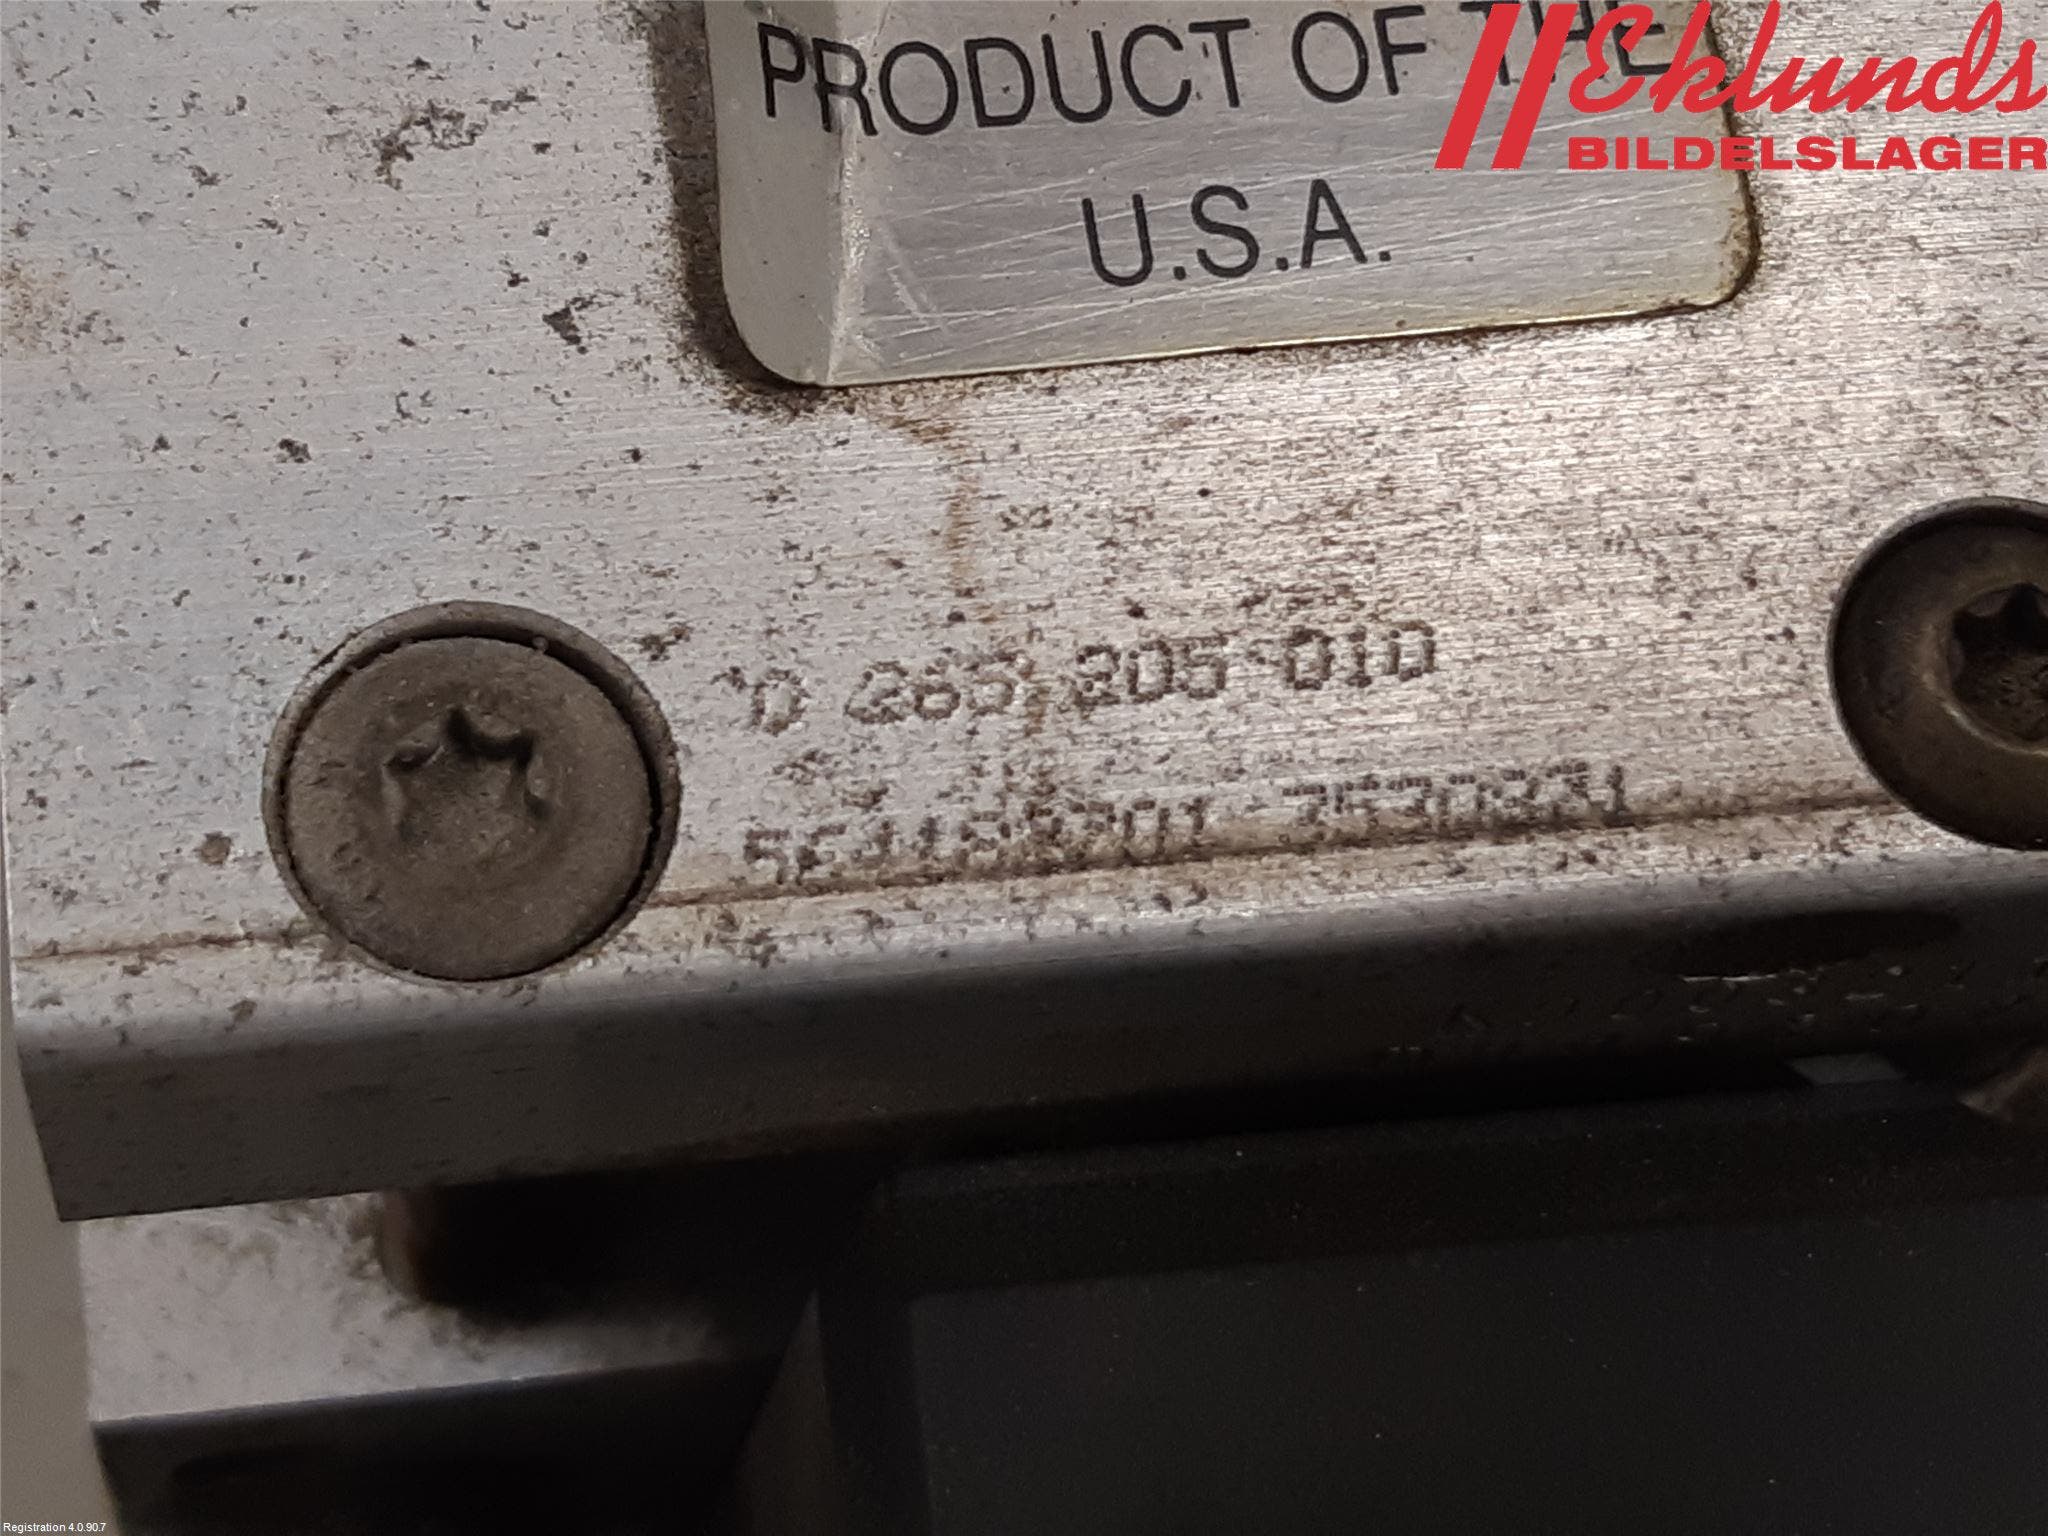 PRODUCT OF THE
U.S.A.
Eklunds
BILDELSLAGER
0 265 205 010
Registration 4.0.90.7